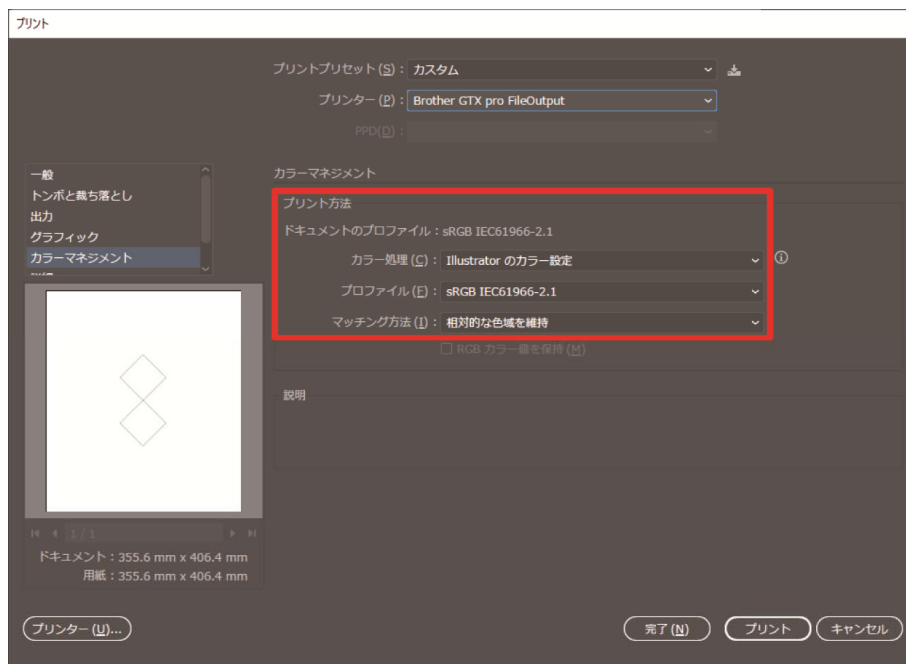 プリント
プリントプリセット(S)：カスタム
プリンター(P)：Brother GTX pro FileOutput
PPD(D)：
一般
トンボと裁ち落とし
出力
グラフィック
カラーマネジメント
カラーマネジメント
プリント方法
ドキュメントのプロファイル：sRGB IEC61966-2.1
カラー処理(C)：Illustrator のカラー設定
プロファイル(F)：sRGB IEC61966-2.1
マッチング方法(I)：相対的な色域を維持
RGB カラー値を保持(M)
説明
1 / 1
ドキュメント：355.6 mm x 406.4 mm
用紙：355.6 mm x 406.4 mm
プリンター(U)...
完了(N)
プリント
キャンセル